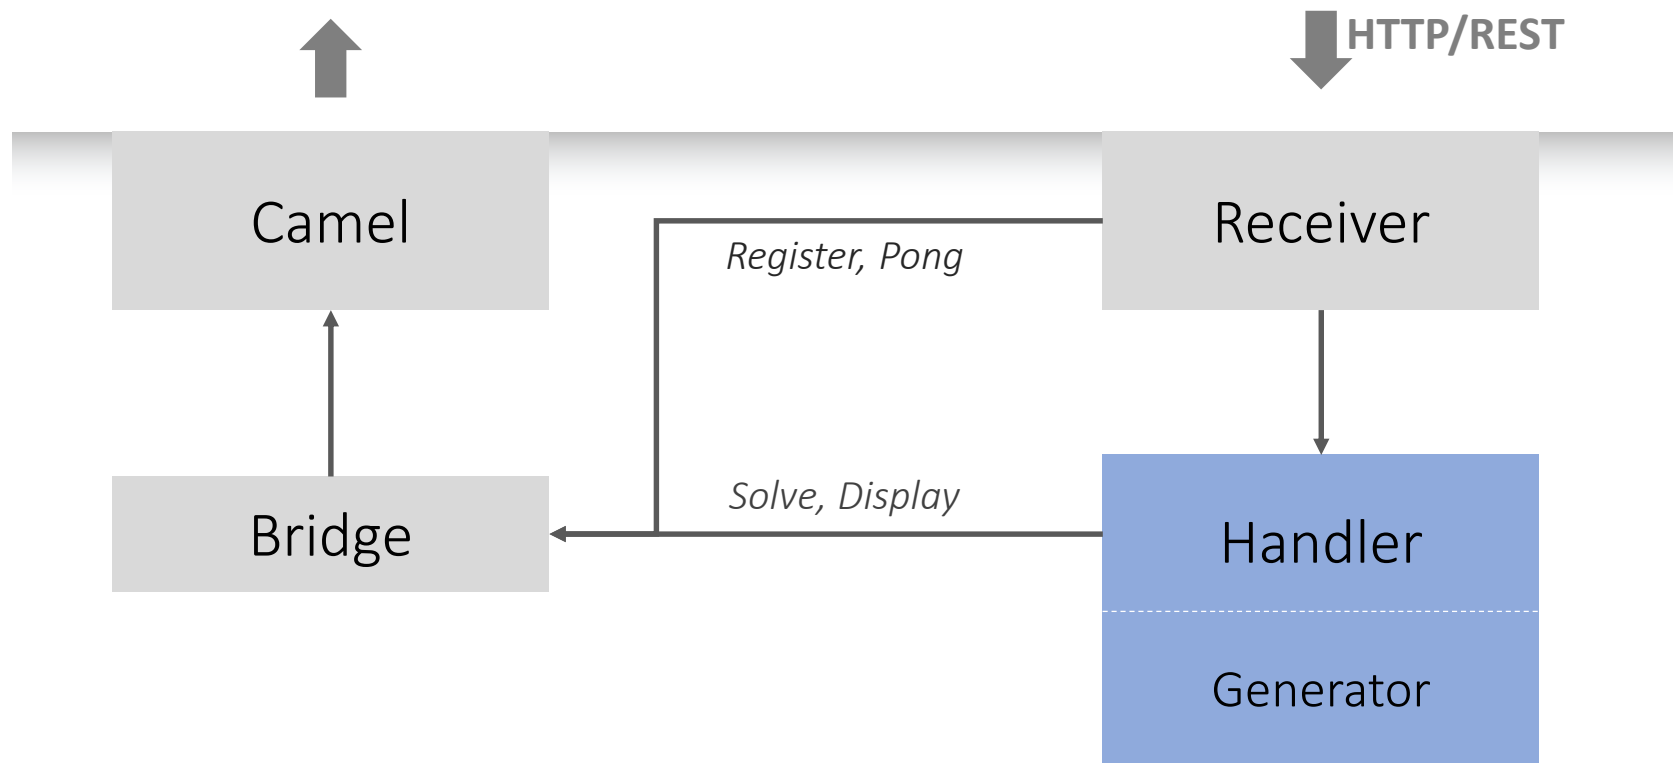 HTTP/REST
Camel
Receiver
Register, Pong
Solve, Display
Bridge
Handler
Generator